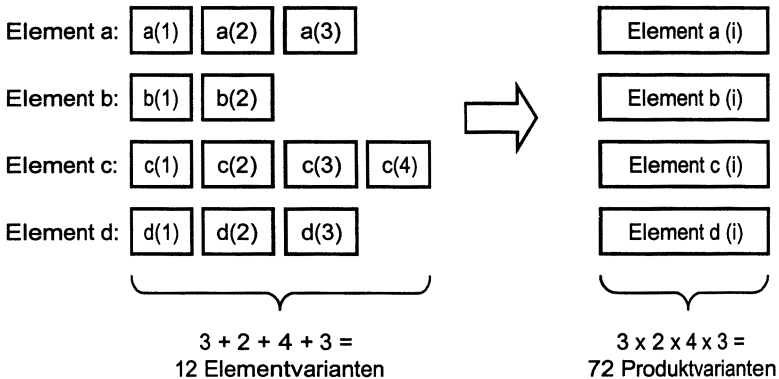 Element a: a(1) a(2) a(3) Element a (i)
Element b: b(1) b(2) Element b (i)
Element c: c(1) c(2) c(3) c(4) Element c (i)
Element d: d(1) d(2) d(3) Element d (i)
3 + 2 + 4 + 3 =
12 Elementvarianten
3 x 2 x 4 x 3 =
72 Produktvarianten